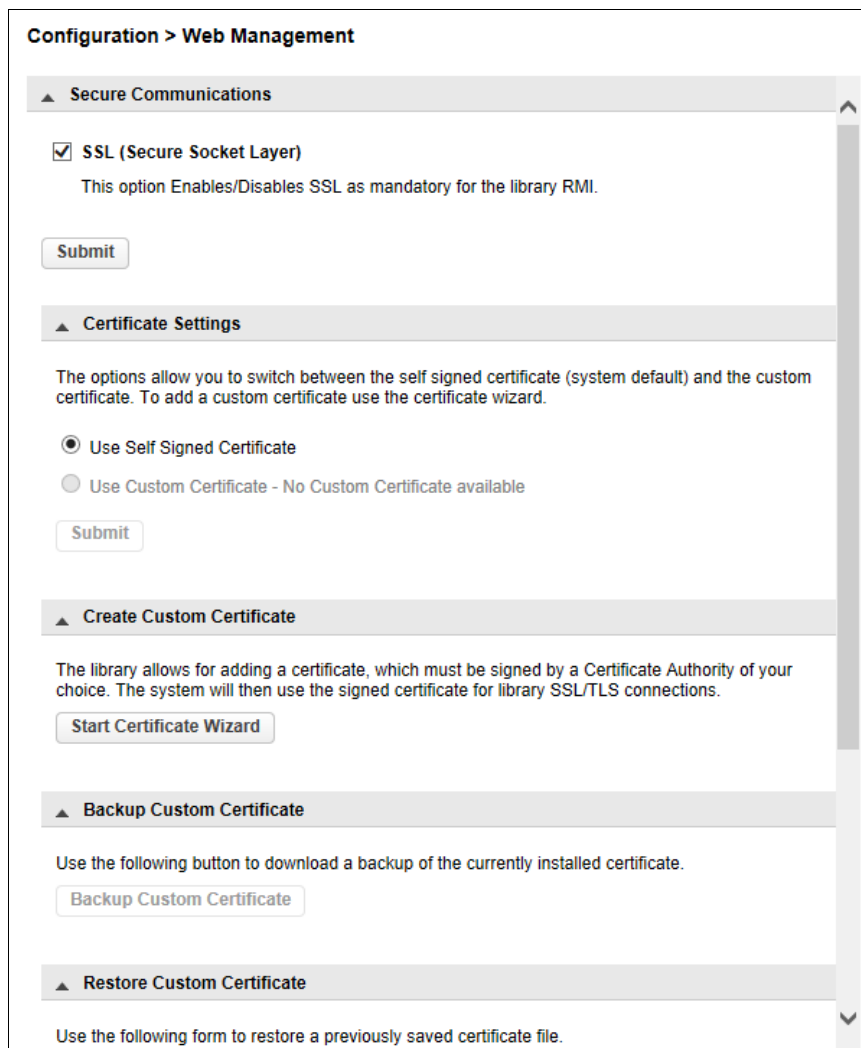 Configuration > Web Management
Secure Communications
SSL (Secure Socket Layer)
This option Enables/Disables SSL as mandatory for the library RMI.
Submit
Certificate Settings
The options allow you to switch between the self signed certificate (system default) and the custom
certificate. To add a custom certificate use the certificate wizard.
Use Self Signed Certificate
Use Custom Certificate - No Custom Certificate available
Submit
Create Custom Certificate
The library allows for adding a certificate, which must be signed by a Certificate Authority of your
choice. The system will then use the signed certificate for library SSL/TLS connections.
Start Certificate Wizard
Backup Custom Certificate
Use the following button to download a backup of the currently installed certificate.
Backup Custom Certificate
Restore Custom Certificate
Use the following form to restore a previously saved certificate file.